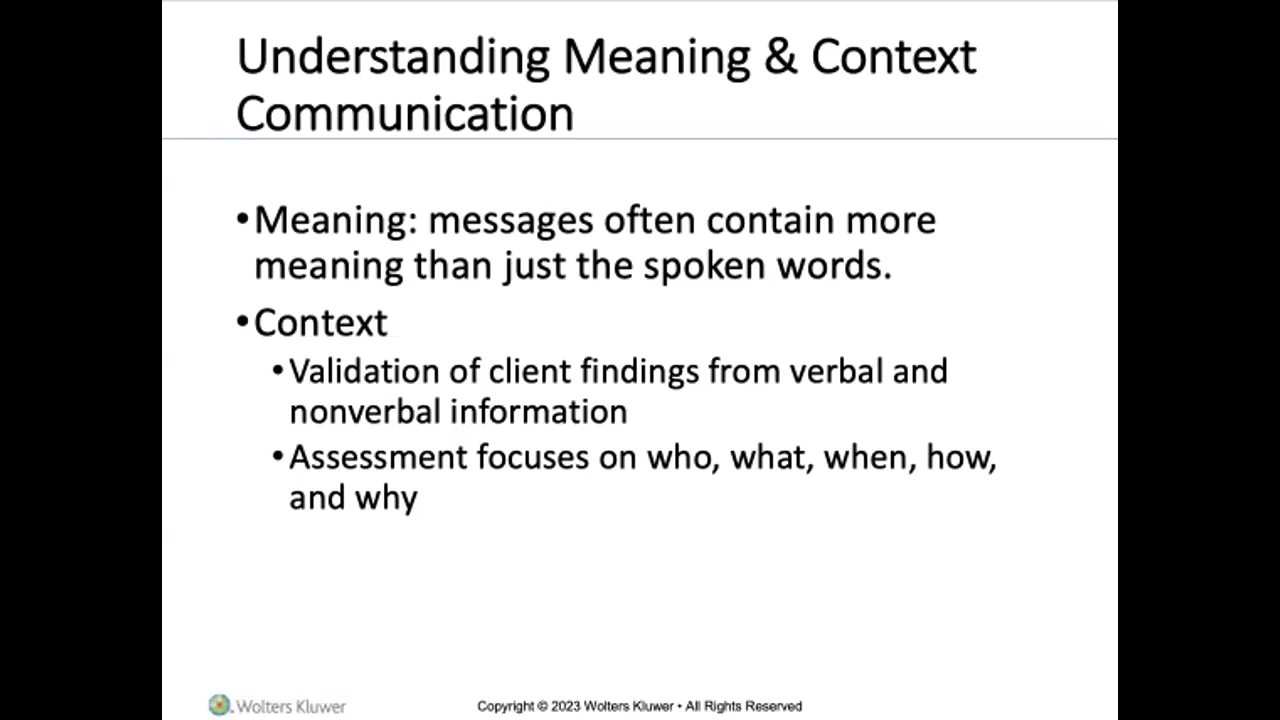 Understanding Meaning & Context
Communication
•Meaning: messages often contain more
meaning than just the spoken words.
•Context
•Validation of client findings from verbal and
nonverbal information
•Assessment focuses on who, what, when, how,
and why
Wolters Kluwer
Copyright © 2023 Wolters Kluwer • All Rights Reserved